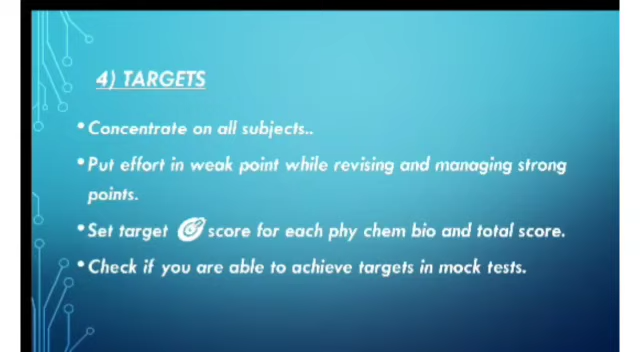 4) TARGETS
• Concentrate on all subjects..
• Put effort in weak point while revising and managing strong
points.
• Set target 🎯 score for each phy chem bio and total score.
• Check if you are able to achieve targets in mock tests.